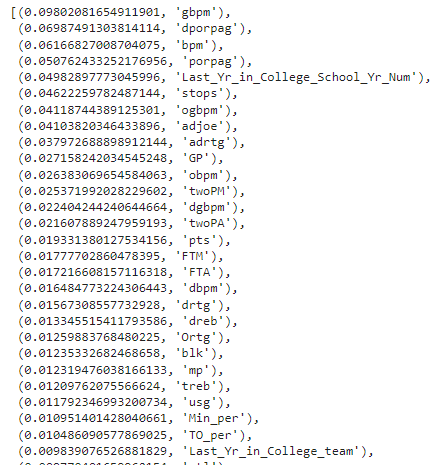 [(0.09802081654911901, 'gbpm'),
(0.06987491303814114, 'dporpag'),
(0.06166827008704075, 'bpm'),
(0.050762433252176956, 'porpag'),
(0.04982897773045996, 'Last_Yr_in_College_School_Yr_Num'),
(0.04622259782487144, 'stops'),
(0.04118744389125301, 'ogbpm'),
(0.04103820346433896, 'adjoe'),
(0.037972688898912144, 'adrtg'),
(0.027158242034545248, 'GP'),
(0.026383069654584063, 'obpm'),
(0.025371992028229602, 'twoPM'),
(0.022404244240644664, 'dgbpm'),
(0.021607889247959193, 'twoPA'),
(0.019331380127534156, 'pts'),
(0.01777702860478395, 'FTM'),
(0.017216608157116318, 'FTA'),
(0.016484773224306443, 'dbpm'),
(0.01567308557732928, 'drtg'),
(0.013345515411793586, 'dreb'),
(0.01259883768480225, 'Ortg'),
(0.01235332682468658, 'blk'),
(0.012319476038166133, 'mp'),
(0.01209762075566624, 'treb'),
(0.011792346993200734, 'usg'),
(0.010951401428040661, 'Min_per'),
(0.010486090577869025, 'TO_per'),
(0.009839076526881829, 'Last_Yr_in_College_team'),